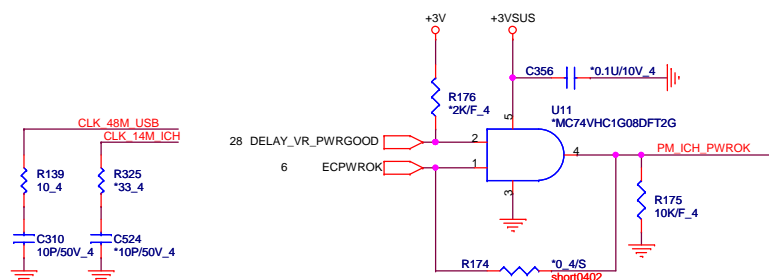 +3V
+3VSUS
C356
*0.1U/10V_4
R176
*2K/F_4
U11
*MC74VHC1G08DFT2G
5
CLK_48M_USB
CLK_14M_ICH
28 DELAY_VR_PWRGOOD
2
4
PM_ICH_PWROK
6 ECPWROK
1
3
R139
10_4
R325
*33_4
R175
10K/F_4
C310
10P/50V_4
C524
*10P/50V_4
R174
*0_4/S
short0402